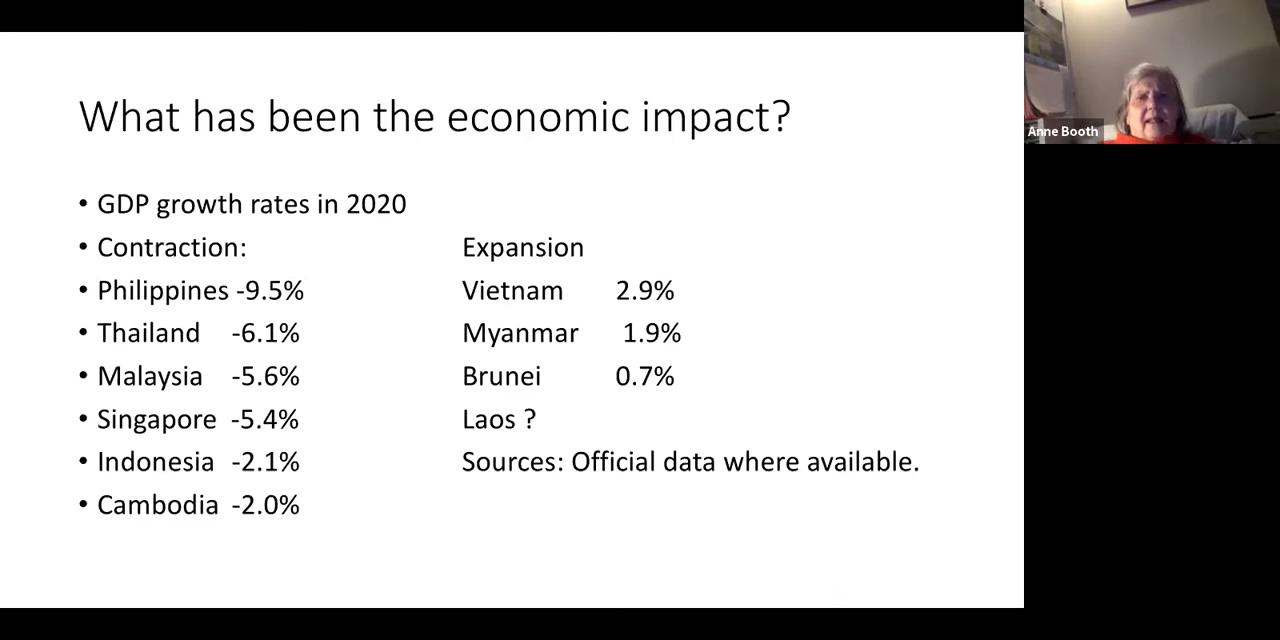 What has been the economic impact?
• GDP growth rates in 2020
• Contraction: Expansion
• Philippines -9.5% Vietnam 2.9%
• Thailand -6.1% Myanmar 1.9%
• Malaysia -5.6% Brunei 0.7%
• Singapore -5.4% Laos ?
• Indonesia -2.1% Sources: Official data where available.
• Cambodia -2.0%
Anne Booth